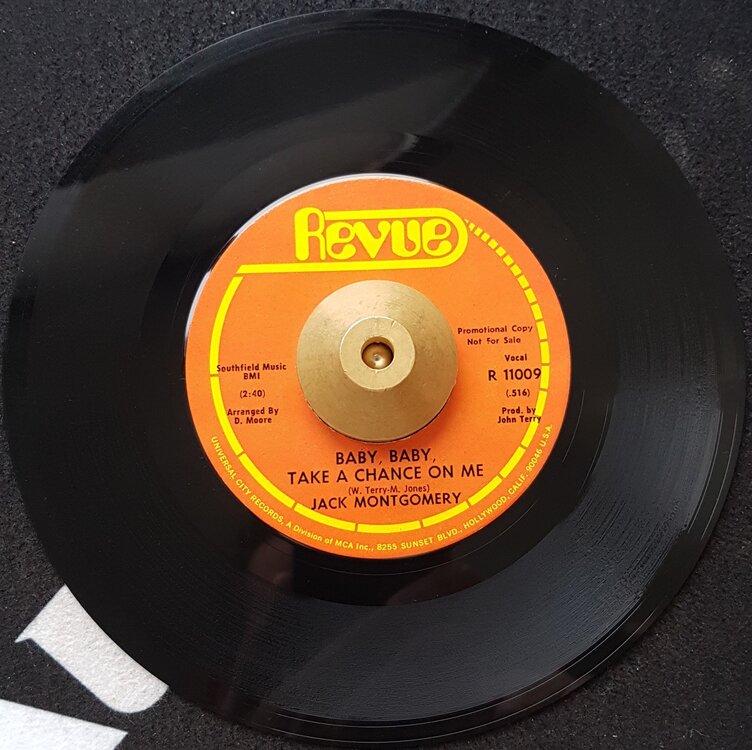 Revue
Promotional Copy
Not For Sale
Vocal
R 11009
(.516)
Prod. by
John Terry
Southfield Music
BMI
(2:40)
Arranged By
D. Moore
BABY, BABY,
TAKE A CHANCE ON ME
(W. Terry-M. Jones)
JACK MONTGOMERY
UNIVERSAL CITY RECORDS, A Division of MCA Inc., 8255 SUNSET BLVD., HOLLYWOOD, CALIF. 90046 U.S.A.